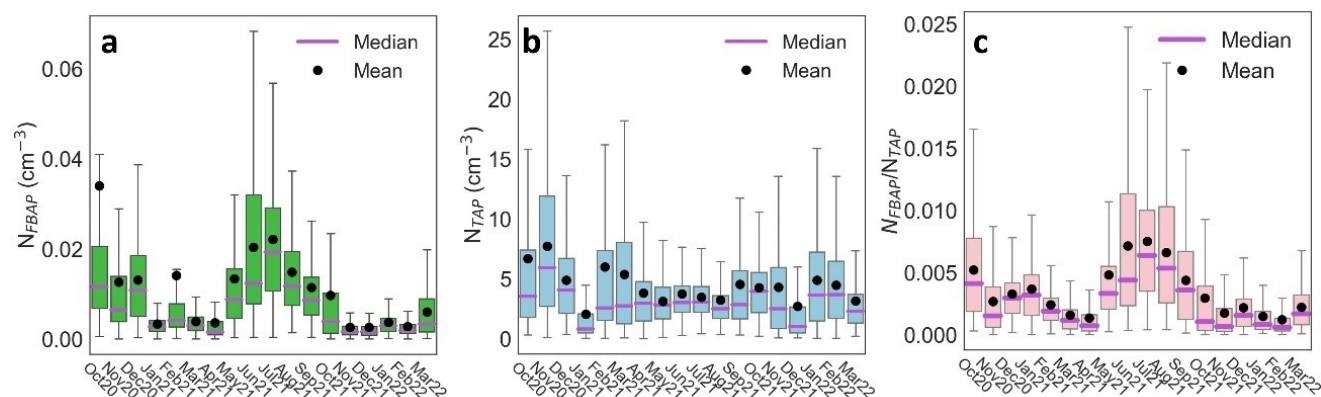 a
Median
Mean
N_FBAP (cm⁻³)
0.06
0.04
0.02
0.00
Oct20 Nov20 Dec20 Jan21 Feb21 Mar21 Apr21 May21 Jun21 Jul21 Aug21 Sep21 Oct21 Nov21 Dec21 Jan22 Feb22 Mar22
b
Median
Mean
N_TAP (cm⁻³)
25
20
15
10
5
0
Oct20 Nov20 Dec20 Jan21 Feb21 Mar21 Apr21 May21 Jun21 Jul21 Aug21 Sep21 Oct21 Nov21 Dec21 Jan22 Feb22 Mar22
c
Median
Mean
N_FBAP/N_TAP
0.025
0.020
0.015
0.010
0.005
0.000
Oct20 Nov20 Dec20 Jan21 Feb21 Mar21 Apr21 May21 Jun21 Jul21 Aug21 Sep21 Oct21 Nov21 Dec21 Jan22 Feb22 Mar22